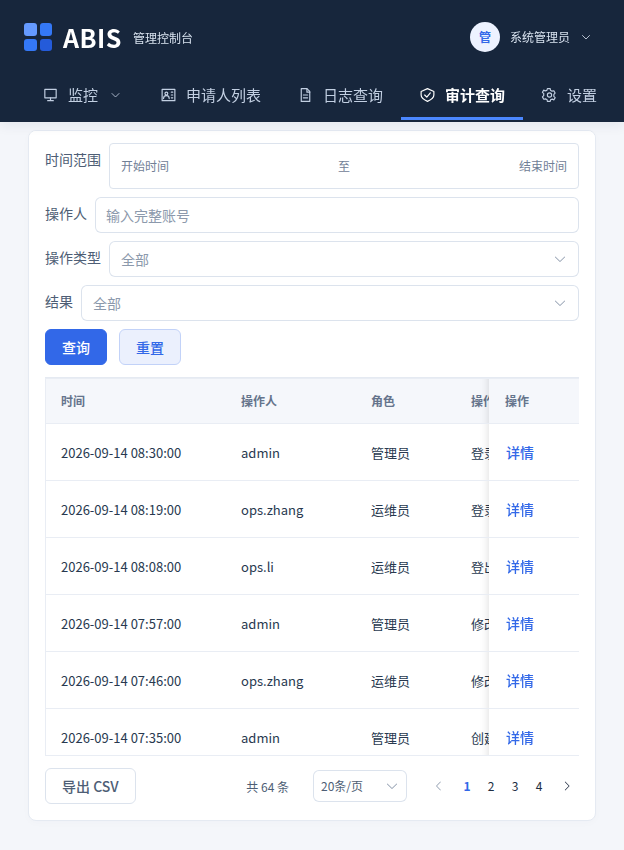 ABIS 管理控制台 管 系统管理员
监控 申请人列表 日志查询 审计查询 设置
时间范围 开始时间 至 结束时间
操作人 输入完整账号
操作类型 全部
结果 全部
查询 重置
时间 操作人 角色 操作
2026-09-14 08:30:00 admin 管理员 详情
2026-09-14 08:19:00 ops.zhang 运维员 详情
2026-09-14 08:08:00 ops.li 运维员 详情
2026-09-14 07:57:00 admin 管理员 详情
2026-09-14 07:46:00 ops.zhang 运维员 详情
2026-09-14 07:35:00 admin 管理员 详情
导出 CSV 共 64 条 20条/页 1 2 3 4